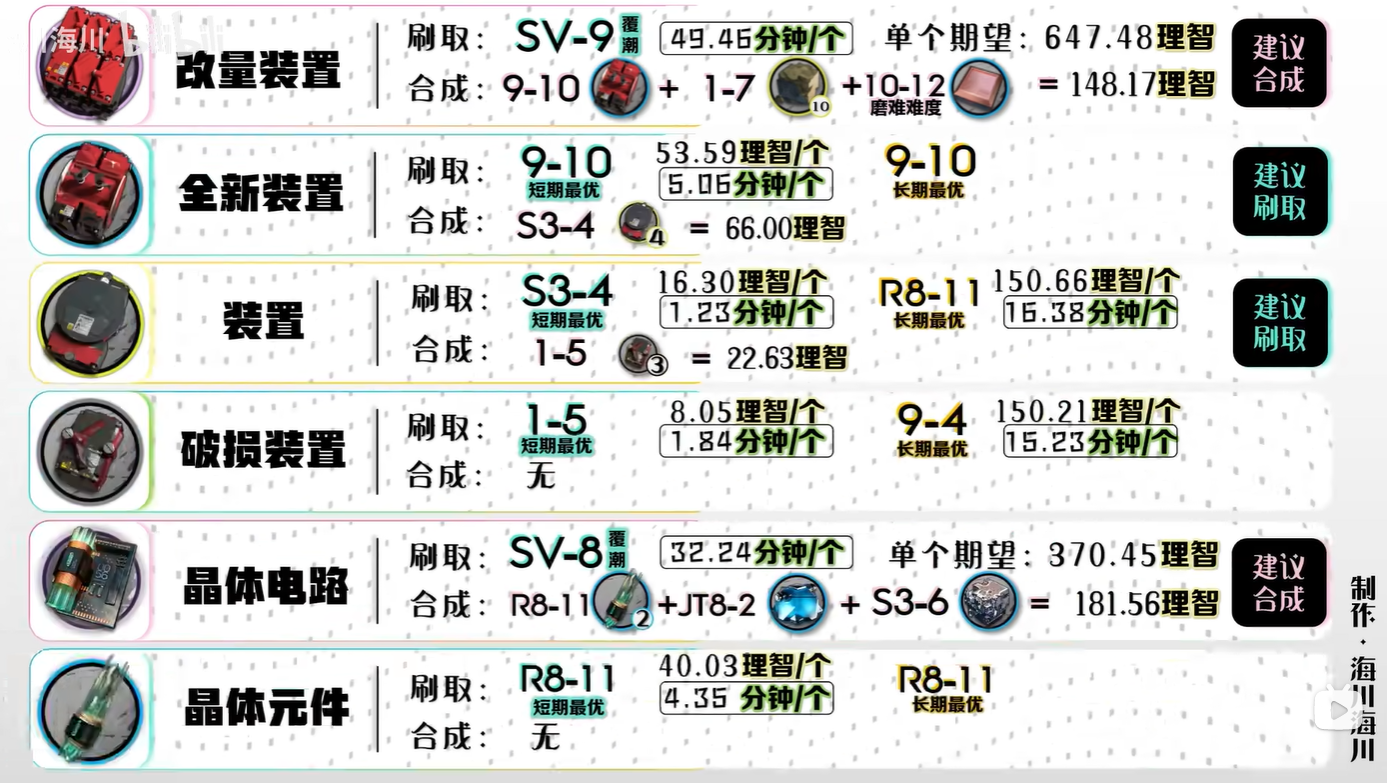 海川 bilibili
改量装置
刷取： SV-9 覆潮 49.46分钟/个 单个期望：647.48理智
合成：9-10 + 1-7 10 +10-12 磨难难度 = 148.17理智
建议合成
全新装置
刷取： 9-10 短期最优 53.59理智/个 5.06分钟/个 9-10 长期最优
合成： S3-4 4 = 66.00理智
建议刷取
装置
刷取： S3-4 短期最优 16.30理智/个 1.23分钟/个 R8-11 长期最优 150.66理智/个 16.38分钟/个
合成： 1-5 3 = 22.63理智
建议刷取
破损装置
刷取： 1-5 短期最优 8.05理智/个 1.84分钟/个 9-4 长期最优 150.21理智/个 15.23分钟/个
合成： 无
晶体电路
刷取： SV-8 覆潮 32.24分钟/个 单个期望：370.45理智
合成：R8-11 2 +JT8-2 + S3-6 = 181.56理智
建议合成
晶体元件
刷取： R8-11 短期最优 40.03理智/个 4.35分钟/个 R8-11 长期最优
合成： 无
制作·海川海川